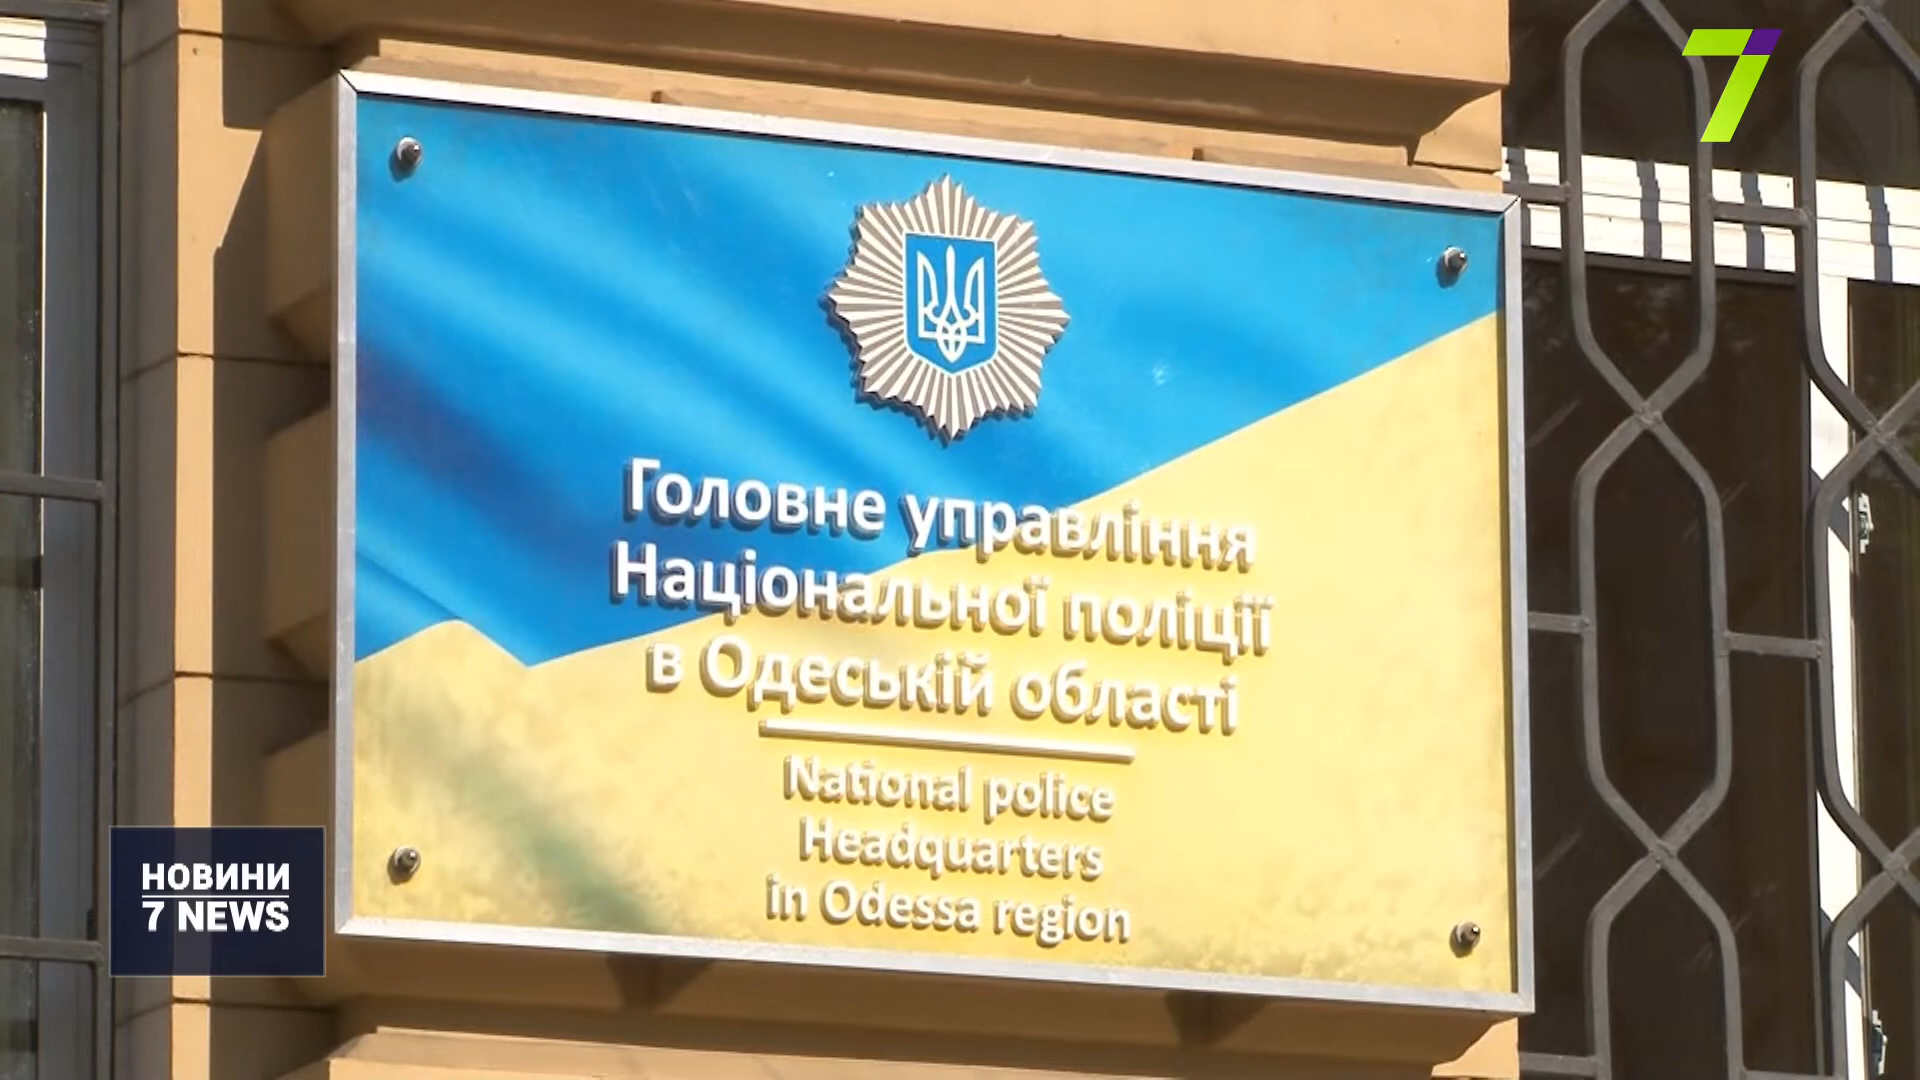 7
Головне управління
Національної поліції
в Одеській області
National police
Headquarters
in Odessa region
НОВИНИ
7 NEWS